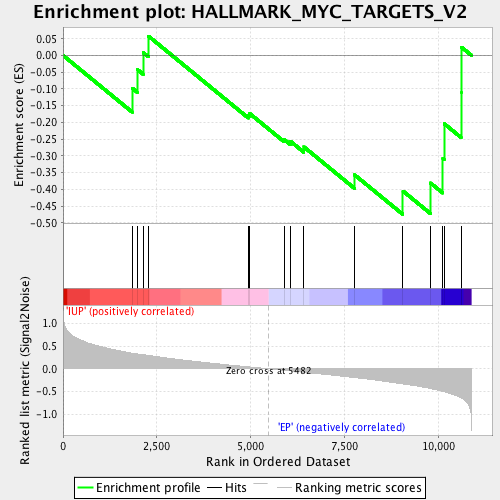 Enrichment plot: HALLMARK_MYC_TARGETS_V2
Enrichment score (ES)
0.05
0.00
-0.05
-0.10
-0.15
-0.20
-0.25
-0.30
-0.35
-0.40
-0.45
-0.50
'IUP' (positively correlated)
Ranked list metric (Signal2Noise)
1.0
0.5
0.0
-0.5
-1.0
Zero cross at 5482
'EP' (negatively correlated)
0 2,500 5,000 7,500 10,000
Rank in Ordered Dataset
Enrichment profile Hits Ranking metric scores